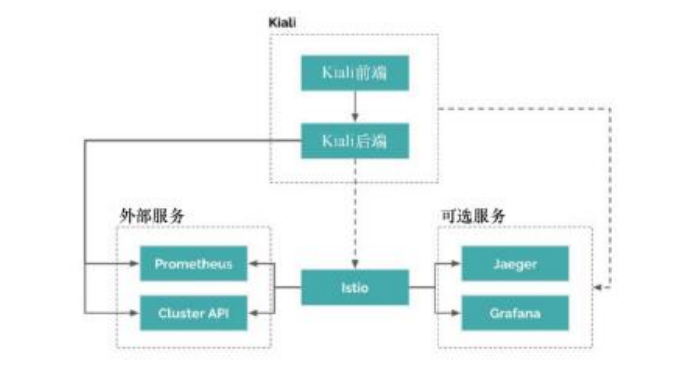 Kiali
Kiali前端
Kiali后端
外部服务
可选服务
Prometheus
Jaeger
Istio
Cluster API
Grafana